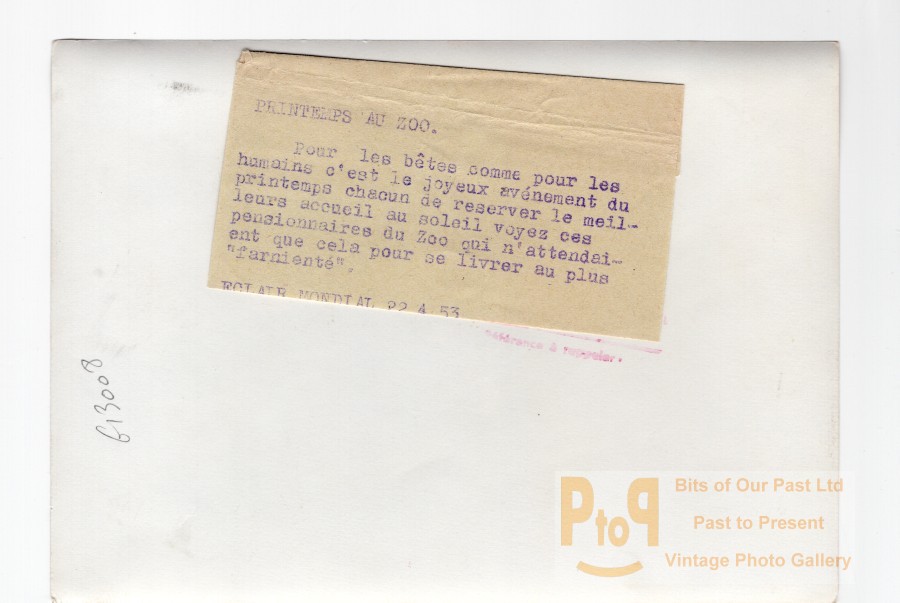 PRINTEMPS AU ZOO.
Pour les bêtes comme pour les
humains c'est le joyeux avénement du
printemps chacun de reserver le meil-
leurs accueil au soleil voyez ces
pensionnaires du Zoo qui n'attendai-
ent que cela pour se livrer au plus
"farnienté".
ECLAIR MONDIAL 22 4 53
Référence à rappeler.
613008
PtoP
Bits of Our Past Ltd
Past to Present
Vintage Photo Gallery